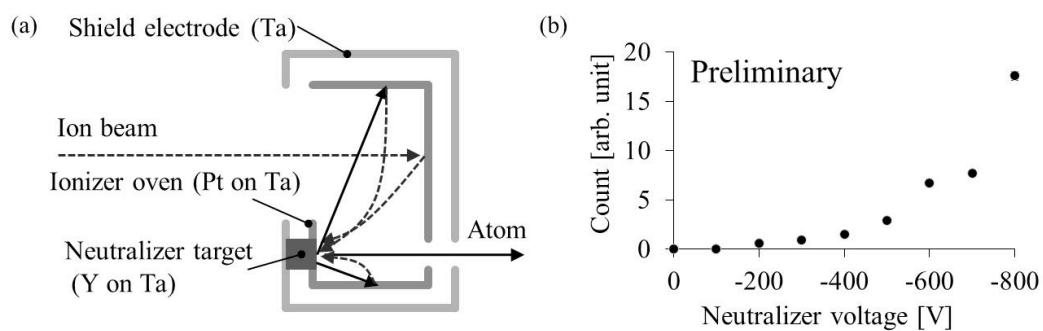 (a)
Shield electrode (Ta)
Ion beam
Ionizer oven (Pt on Ta)
Neutralizer target
(Y on Ta)
Atom
(b)
Count [arb. unit]
20
15
10
5
0
Preliminary
0 -200 -400 -600 -800
Neutralizer voltage [V]